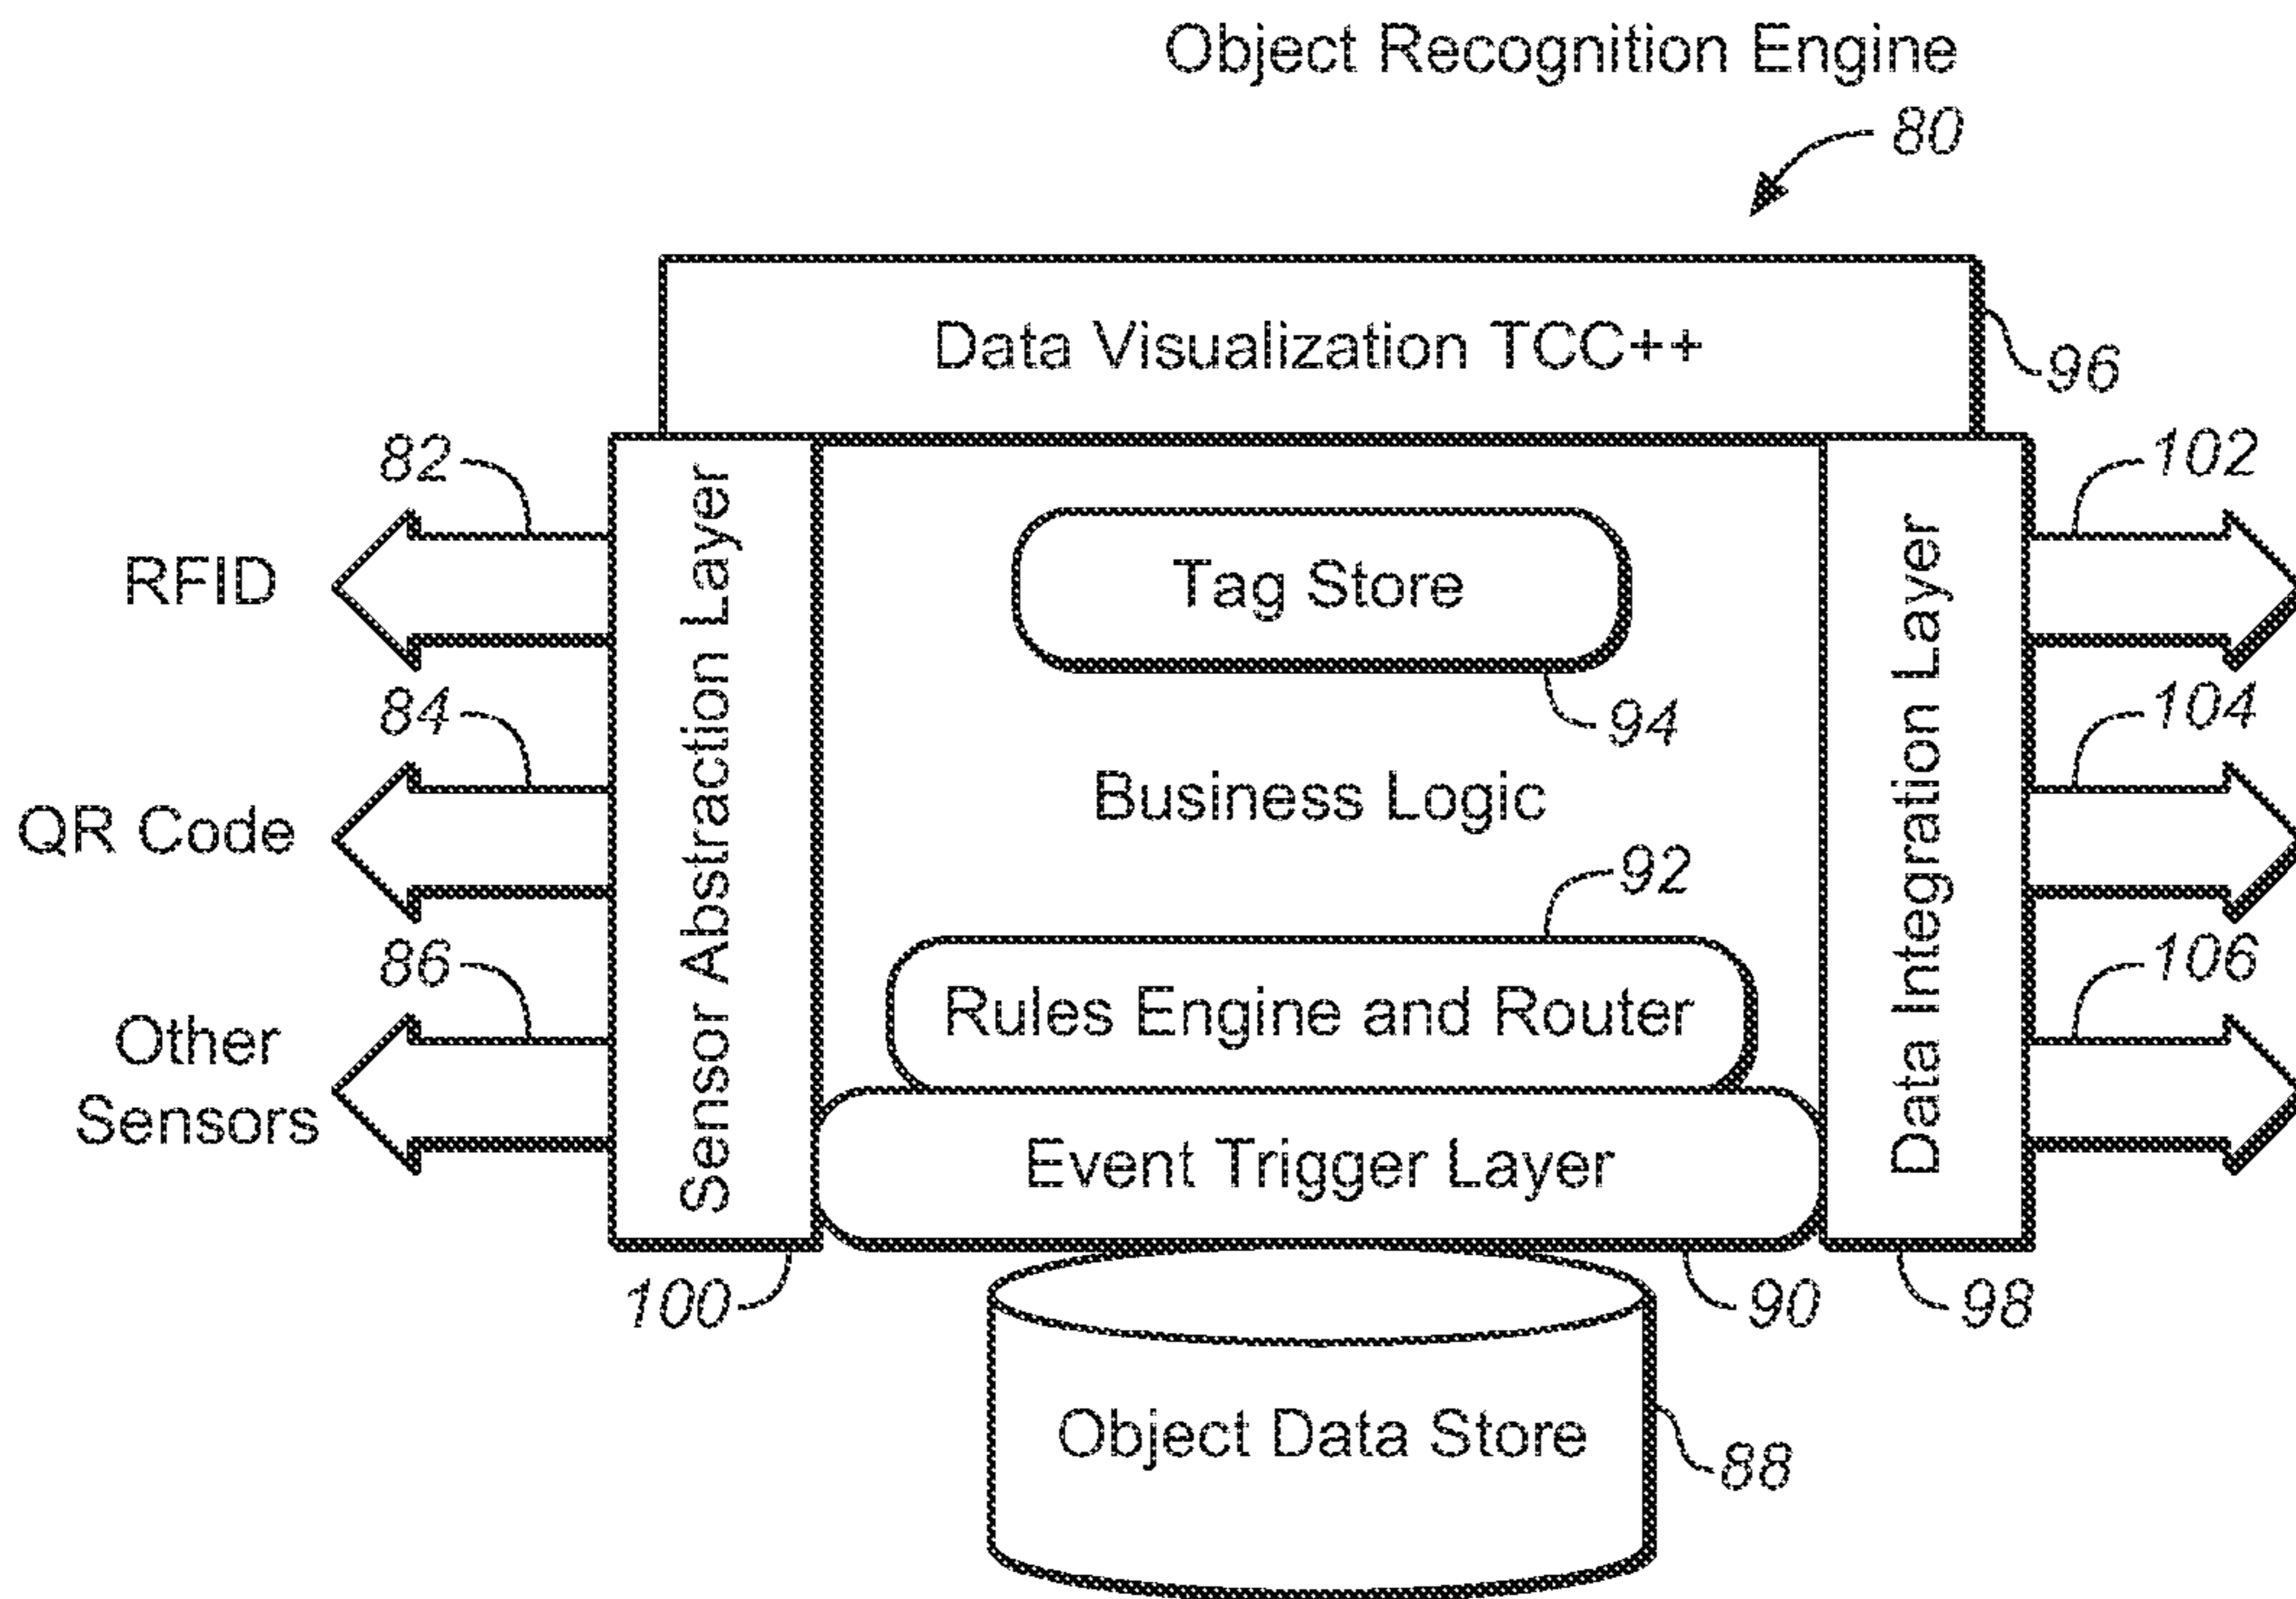 Object Recognition Engine
80
Data Visualization TCC++
96
82
RFID
84
QR Code
86
Other
Sensors
Sensor Abstraction Layer
100
Tag Store
94
Business Logic
92
Rules Engine and Router
Event Trigger Layer
90
Data Integration Layer
98
102
104
106
Object Data Store
88